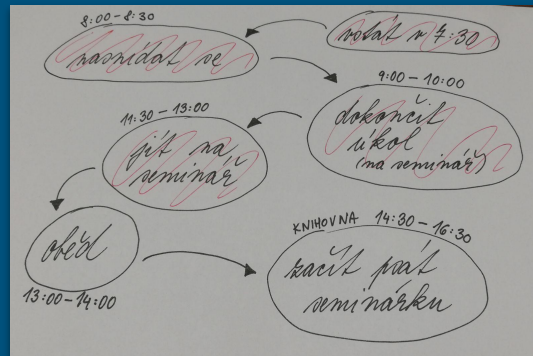 vstát v 7:30
8:00 – 8:30
nasnídat se
9:00 – 10:00
dokončit
úkol
(na seminář)
11:30 – 13:00
jít na
seminář
oběd
13:00 – 14:00
KNIHOVNA 14:30 – 16:30
začít psát
seminárku